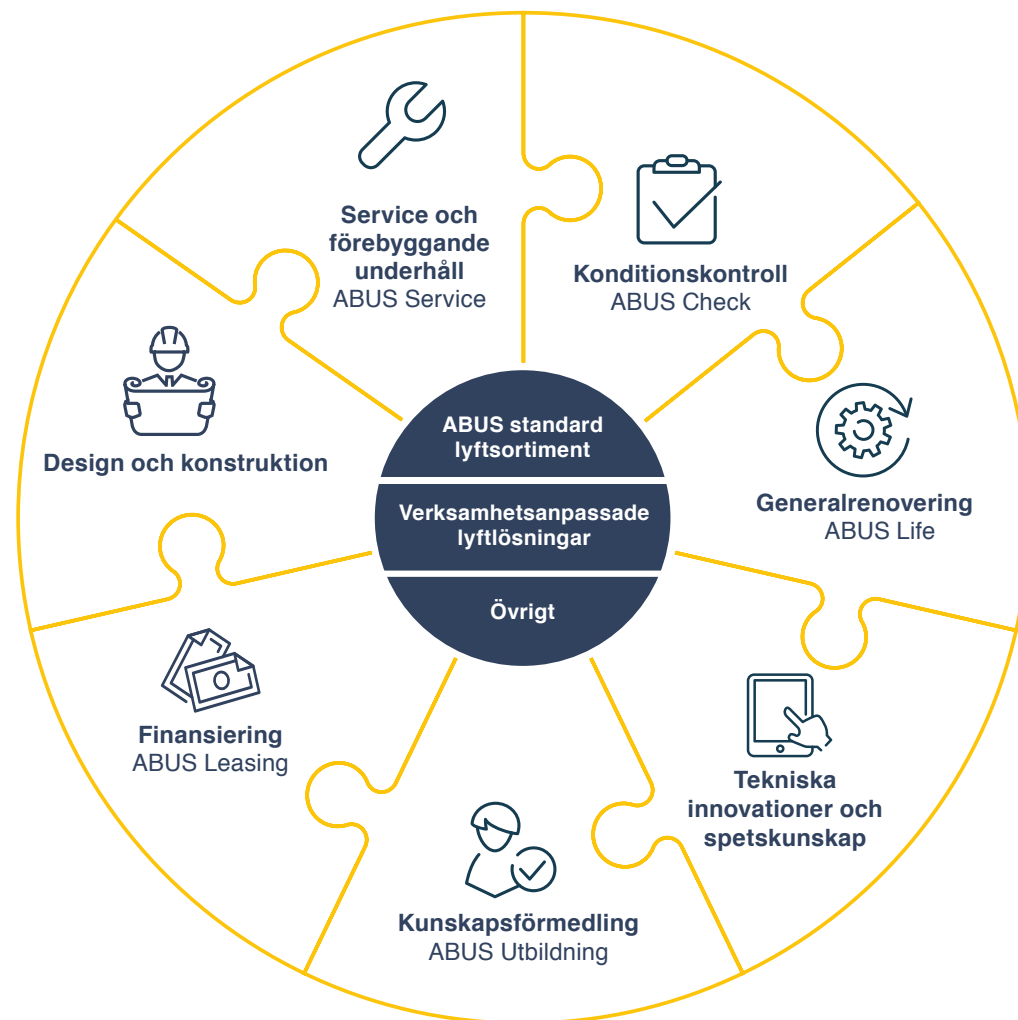 Service och
förebyggande
underhåll
ABUS Service
Konditionskontroll
ABUS Check
Generalrenovering
ABUS Life
Tekniska
innovationer och
spetskunskap
Kunskapsförmedling
ABUS Utbildning
Finansiering
ABUS Leasing
Design och konstruktion
ABUS standard
lyftsortiment
Verksamhetsanpassade
lyftlösningar
Övrigt